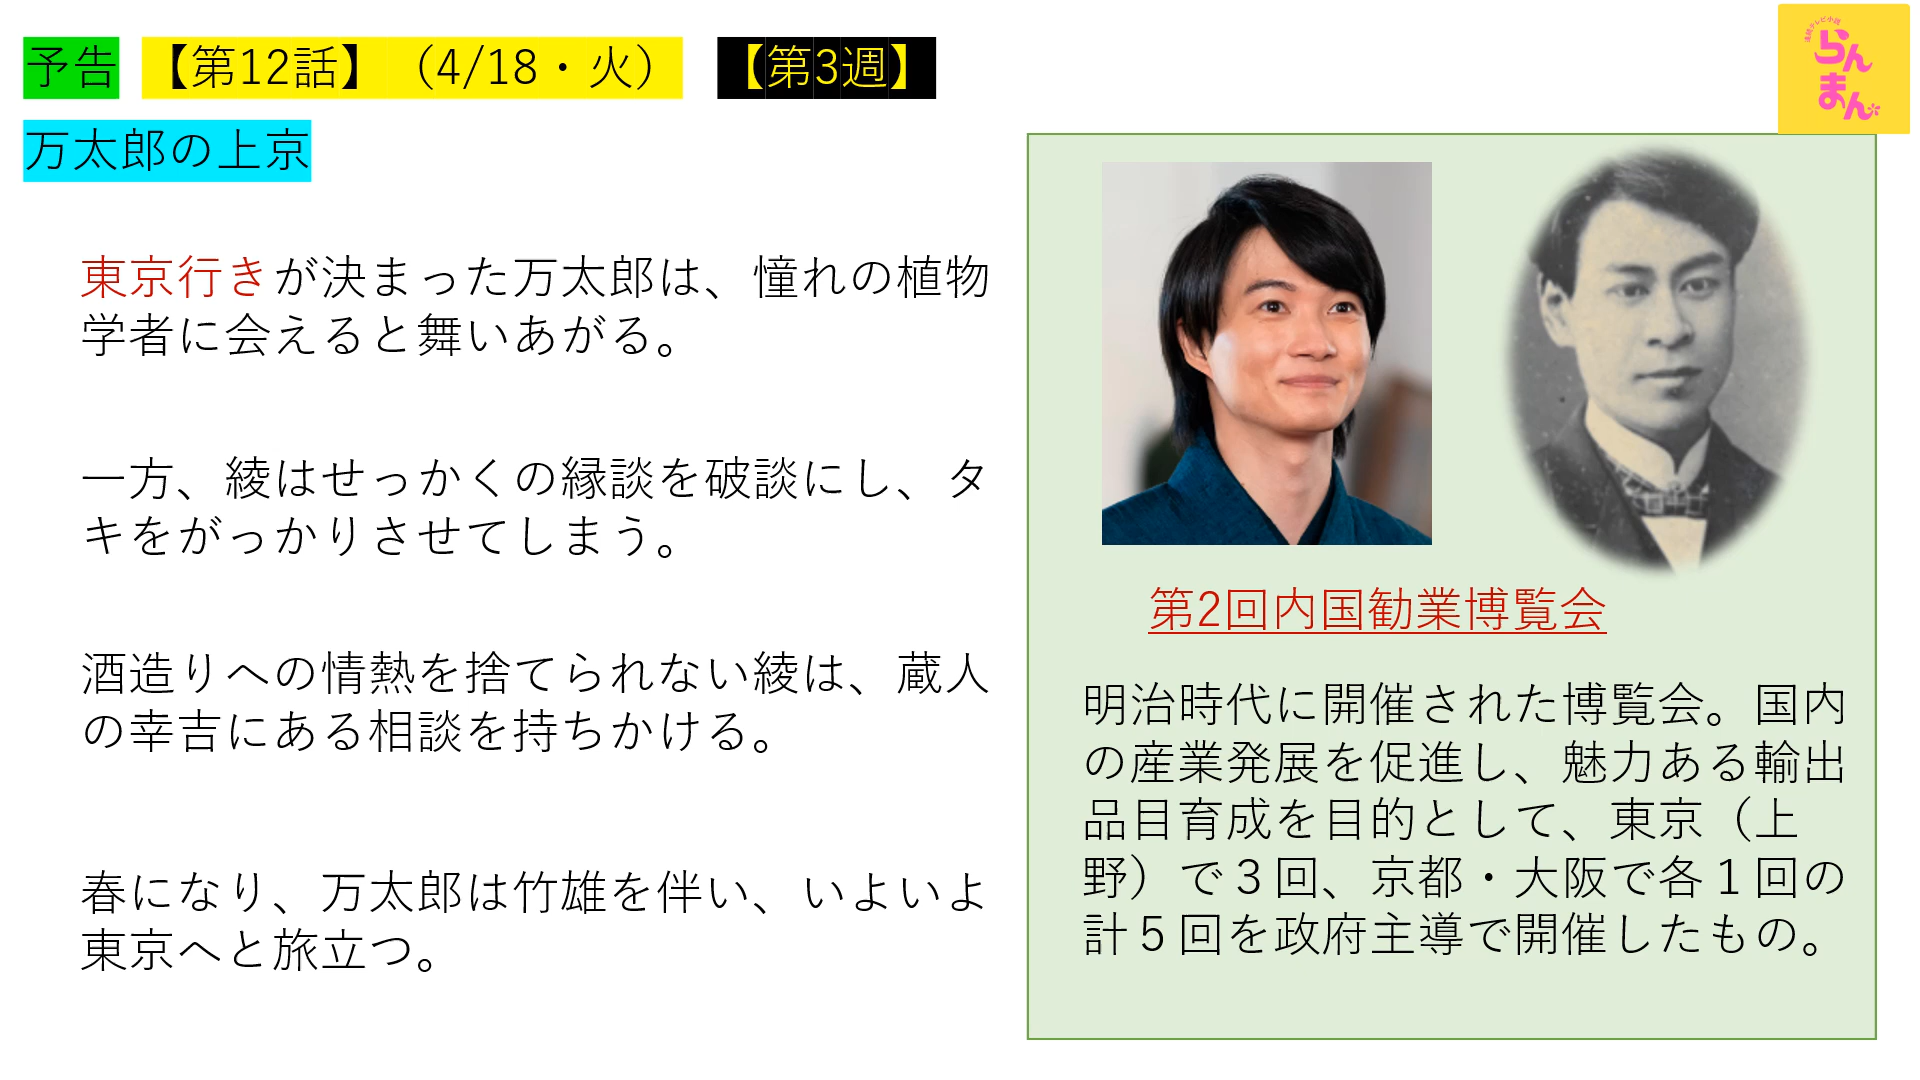 予告 【第12話】（4/18・火） 【第3週】
連続テレビ小説
らんまん
万太郎の上京
東京行きが決まった万太郎は、憧れの植物
学者に会えると舞いあがる。
一方、綾はせっかくの縁談を破談にし、タ
キをがっかりさせてしまう。
酒造りへの情熱を捨てられない綾は、蔵人
の幸吉にある相談を持ちかける。
春になり、万太郎は竹雄を伴い、いよいよ
東京へと旅立つ。
第2回内国勧業博覧会
明治時代に開催された博覧会。国内
の産業発展を促進し、魅力ある輸出
品目育成を目的として、東京（上
野）で３回、京都・大阪で各１回の
計５回を政府主導で開催したもの。